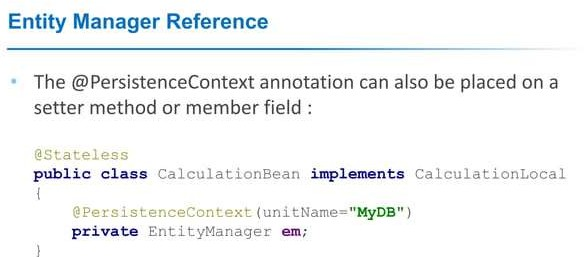 Entity Manager Reference
• The @PersistenceContext annotation can also be placed on a
setter method or member field :
@Stateless
public class CalculationBean implements CalculationLocal
{
@PersistenceContext(unitName="MyDB")
private EntityManager em;
}